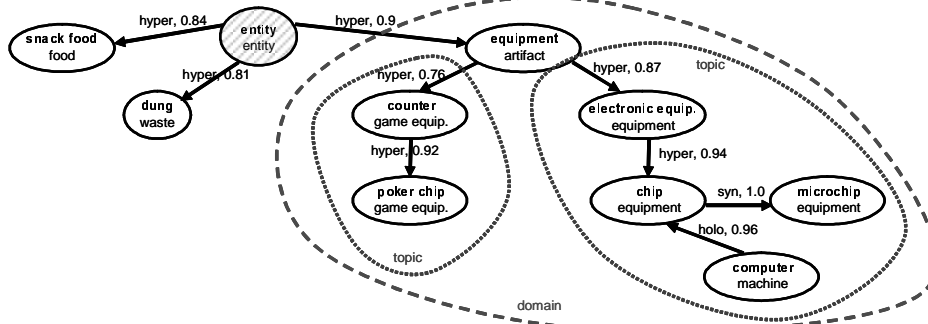 hyper, 0.84
hyper, 0.9
snack food
food
entity
entity
equipment
artifact
hyper, 0.81
hyper, 0.76
hyper, 0.87
topic
dung
waste
counter
game equip.
electronic equip.
equipment
hyper, 0.92
hyper, 0.94
poker chip
game equip.
chip
equipment
syn, 1.0
microchip
equipment
holo, 0.96
topic
computer
machine
domain